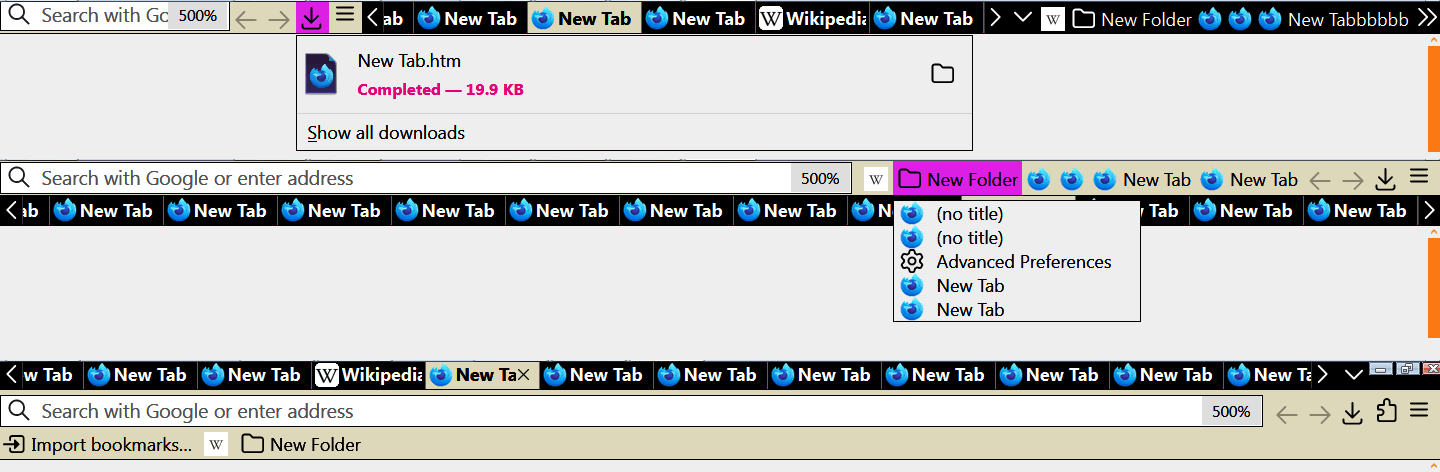 Search with Go 500% tab New Tab New Tab New Tab W Wikipedia New Tab W New Folder New Tabbbbbb
New Tab.htm
Completed — 19.9 KB
Show all downloads
Search with Google or enter address 500% W New Folder New Tab New Tab
ab New Tab New Tab New Tab New Tab New Tab New Tab New Tab New Tab New Tab
(no title)
(no title)
Advanced Preferences
New Tab
New Tab
w Tab New Tab New Tab W Wikipedia New Ta New Tab New Tab New Tab New Tab New Tab New Tab New Ta
Search with Google or enter address 500%
Import bookmarks... W New Folder